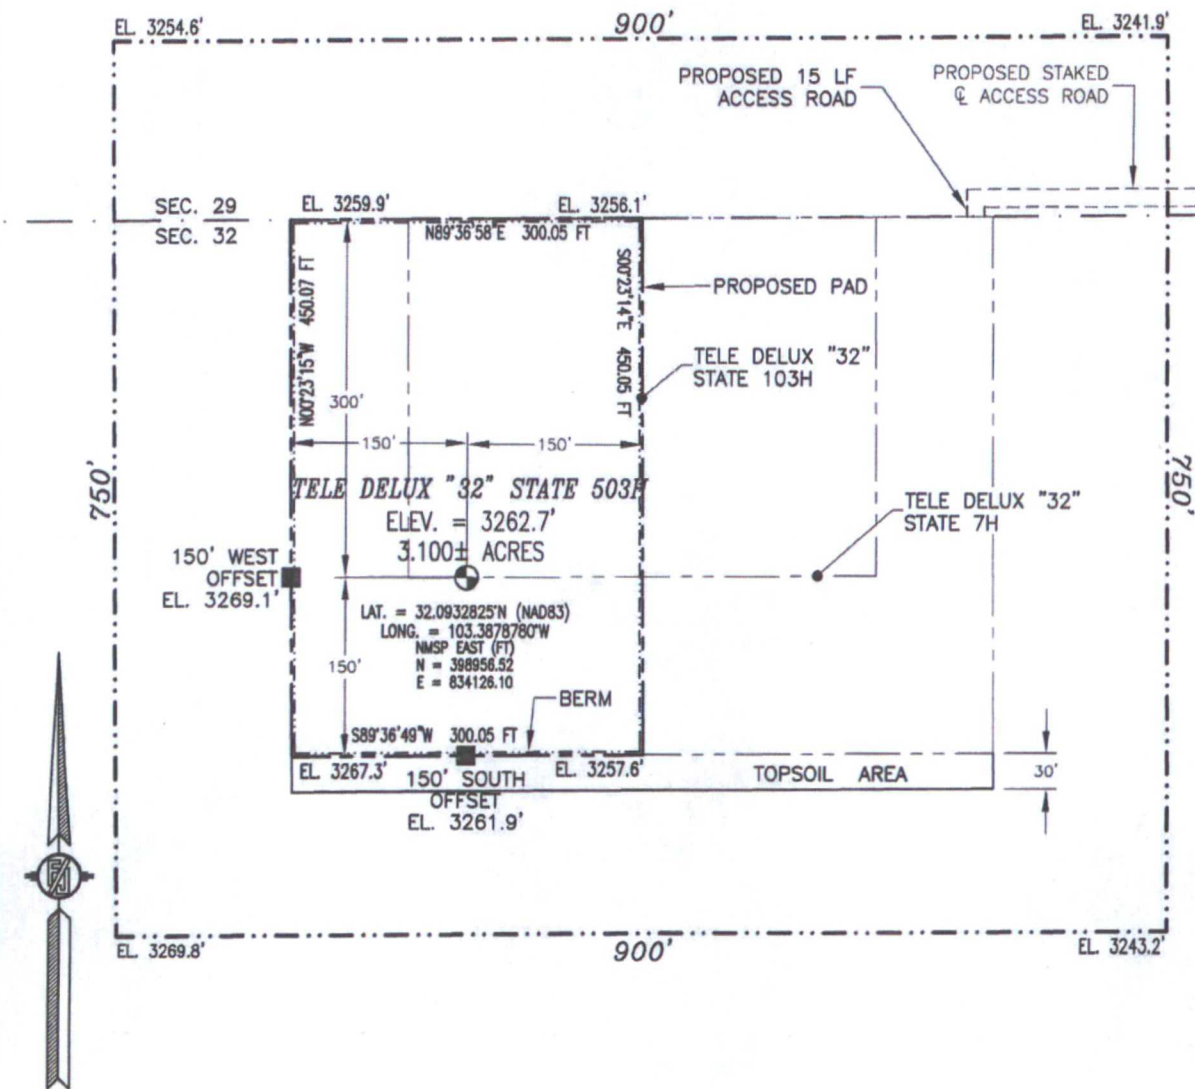 EL. 3254.6'
900'
EL. 3241.9'
PROPOSED 15 LF
ACCESS ROAD
PROPOSED STAKED
℄ ACCESS ROAD
SEC. 29
SEC. 32
EL. 3259.9'
EL. 3256.1'
N89°36'58"E 300.05 FT
N00°23'15"W 450.07 FT
S00°23'14"E 450.05 FT
PROPOSED PAD
TELE DELUX "32"
STATE 103H
300'
150'
150'
750'
750'
TELE DELUX "32" STATE 503H
ELEV. = 3262.7'
3.100± ACRES
TELE DELUX "32"
STATE 7H
150' WEST
OFFSET
EL. 3269.1'
LAT. = 32.0932825°N (NAD83)
LONG. = 103.3878780°W
NMSP EAST (FT)
N = 398956.52
E = 834126.10
150'
BERM
S89°36'49"W 300.05 FT
EL. 3267.3'
EL. 3257.6'
TOPSOIL AREA
30'
150' SOUTH
OFFSET
EL. 3261.9'
EL. 3269.8'
900'
EL. 3243.2'